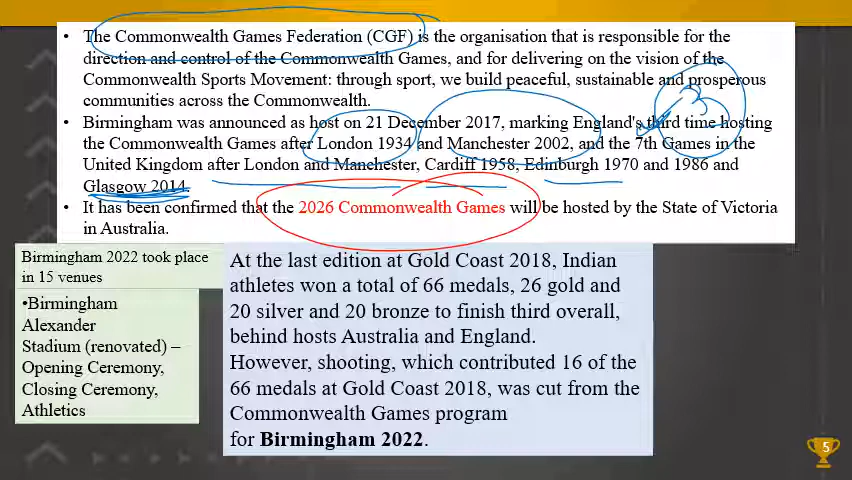 • The Commonwealth Games Federation (CGF) is the organisation that is responsible for the
direction and control of the Commonwealth Games, and for delivering on the vision of the
Commonwealth Sports Movement: through sport, we build peaceful, sustainable and prosperous
communities across the Commonwealth.
• Birmingham was announced as host on 21 December 2017, marking England's third time hosting
the Commonwealth Games after London 1934 and Manchester 2002, and the 7th Games in the
United Kingdom after London and Manchester, Cardiff 1958, Edinburgh 1970 and 1986 and
Glasgow 2014.
• It has been confirmed that the 2026 Commonwealth Games will be hosted by the State of Victoria
in Australia.
Birmingham 2022 took place
in 15 venues
•Birmingham
Alexander
Stadium (renovated) –
Opening Ceremony,
Closing Ceremony,
Athletics
At the last edition at Gold Coast 2018, Indian
athletes won a total of 66 medals, 26 gold and
20 silver and 20 bronze to finish third overall,
behind hosts Australia and England.
However, shooting, which contributed 16 of the
66 medals at Gold Coast 2018, was cut from the
Commonwealth Games program
for Birmingham 2022.
3
5